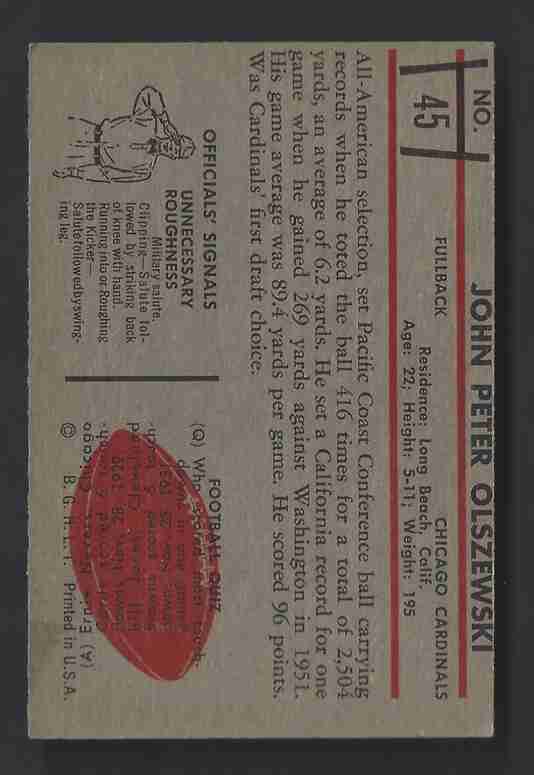 NO.
45
JOHN PETER OLSZEWSKI
FULLBACK
CHICAGO CARDINALS
Residence: Long Beach, Calif.
Age: 22; Height: 5-11; Weight: 195
All-American selection, set Pacific Coast Conference ball carrying
records when he toted the ball 416 times for a total of 2,504
yards, an average of 6.2 yards. He set a California record for one
game when he gained 269 yards against Washington in 1951.
His game average was 89.4 yards per game. He scored 96 points.
Was Cardinals' first draft choice.
OFFICIALS' SIGNALS
UNNECESSARY
ROUGHNESS
Military salute.
Clipping—Salute fol-
lowed by striking back
of knee with hand.
Running into or Roughing
the Kicker—
Salute followed by swing-
ing leg.
FOOTBALL QUIZ
(Q) Who scored
(A) Ernie Nevers, Chicago
© B. G. H. L. I. Printed in U.S.A.